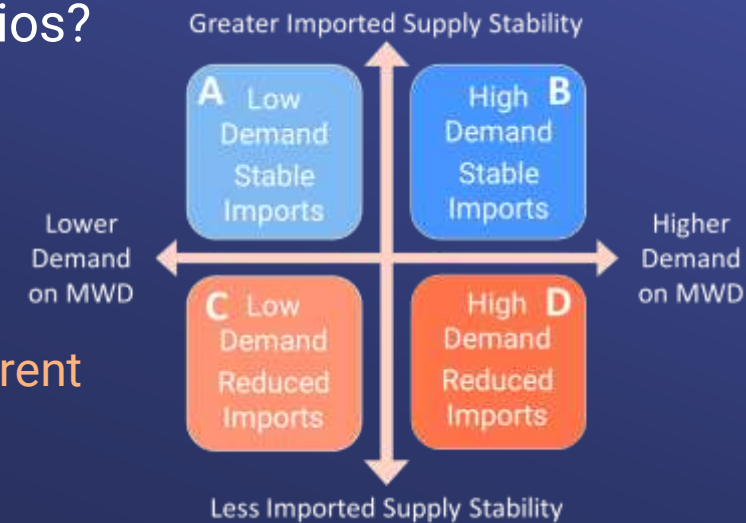 ios?
Greater Imported Supply Stability
A Low
Demand
Stable
Imports
High B
Demand
Stable
Imports
Lower
Demand
on MWD
Higher
Demand
on MWD
C Low
Demand
Reduced
Imports
High D
Demand
Reduced
Imports
rent
Less Imported Supply Stability